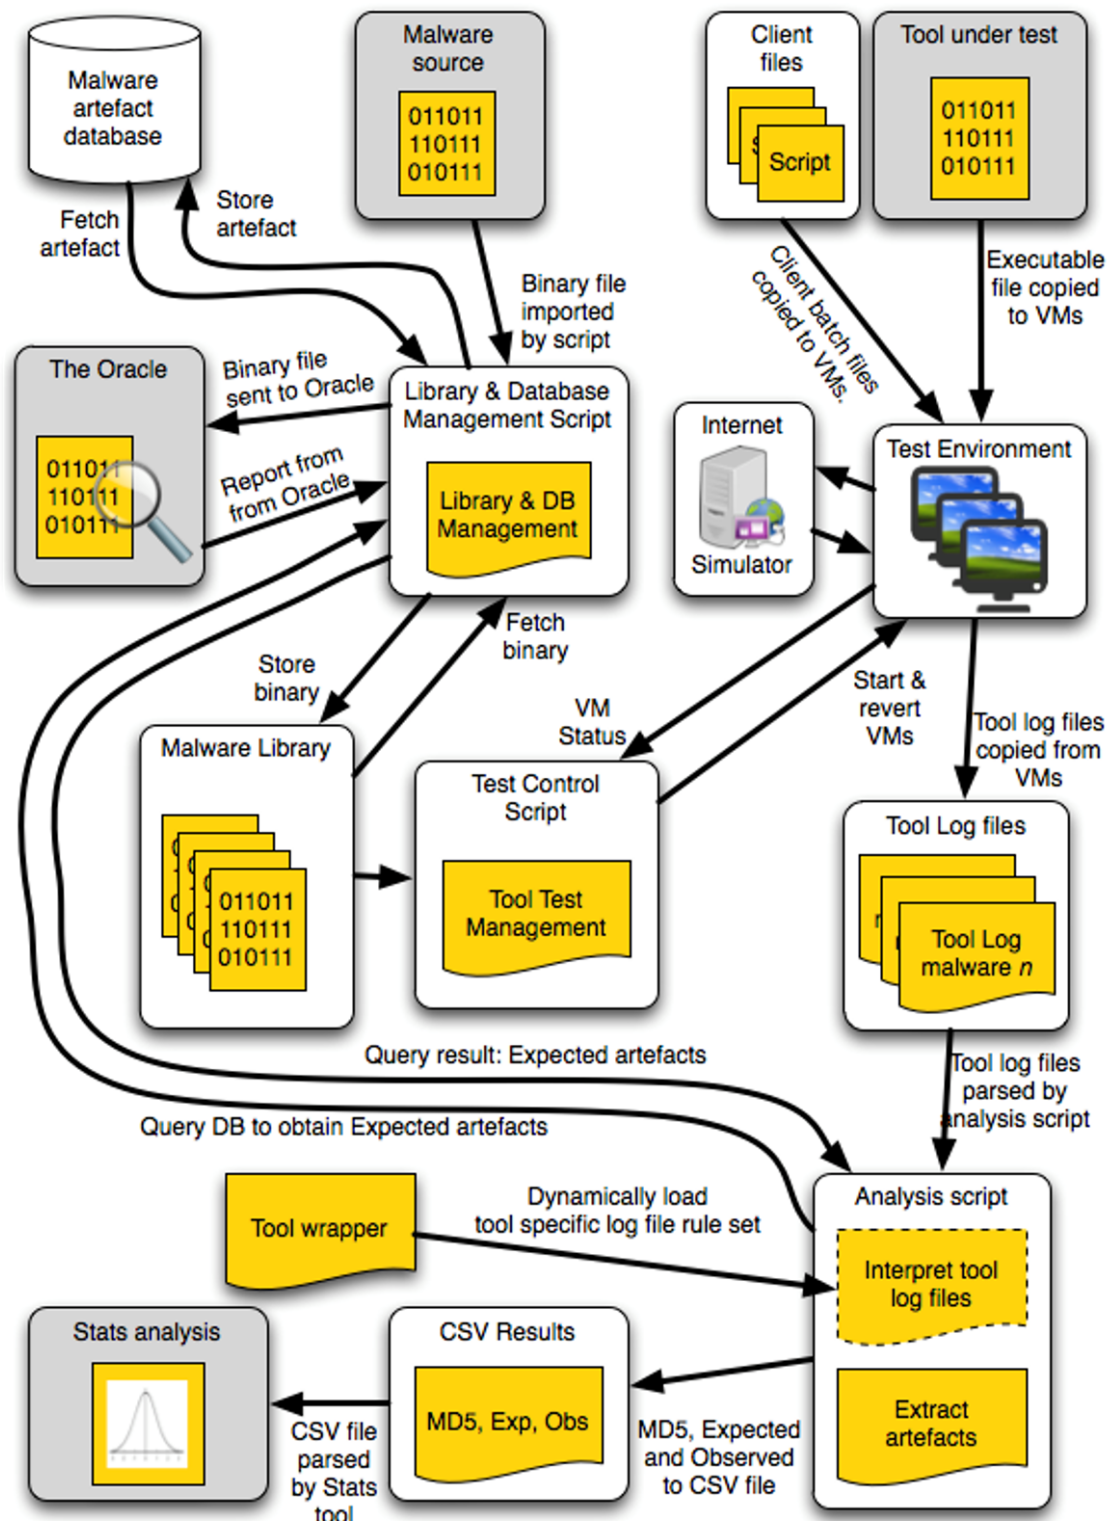 Malware
artefact
database
Malware
source
011011
110111
010111
Client
files
Script
Tool under test
011011
110111
010111
Fetch
artefact
Store
artefact
Binary file
imported
by script
Client batch files
copied to VMs.
Executable
file copied
to VMs
The Oracle
011011
110111
010111
Binary file
sent to Oracle
Report from
from Oracle
Library & Database
Management Script
Library & DB
Management
Internet
Simulator
Test Environment
Store
binary
Fetch
binary
VM
Status
Start &
revert
VMs
Tool log files
copied from
VMs
Malware Library
011011
110111
010111
Test Control
Script
Tool Test
Management
Tool Log files
Tool Log
malware n
Query result: Expected artefacts
Query DB to obtain Expected artefacts
Tool log files
parsed by
analysis script
Tool wrapper
Dynamically load
tool specific log file rule set
Analysis script
Interpret tool
log files
Extract
artefacts
Stats analysis
CSV Results
MD5, Exp, Obs
CSV file
parsed
by Stats
tool
MD5, Expected
and Observed
to CSV file